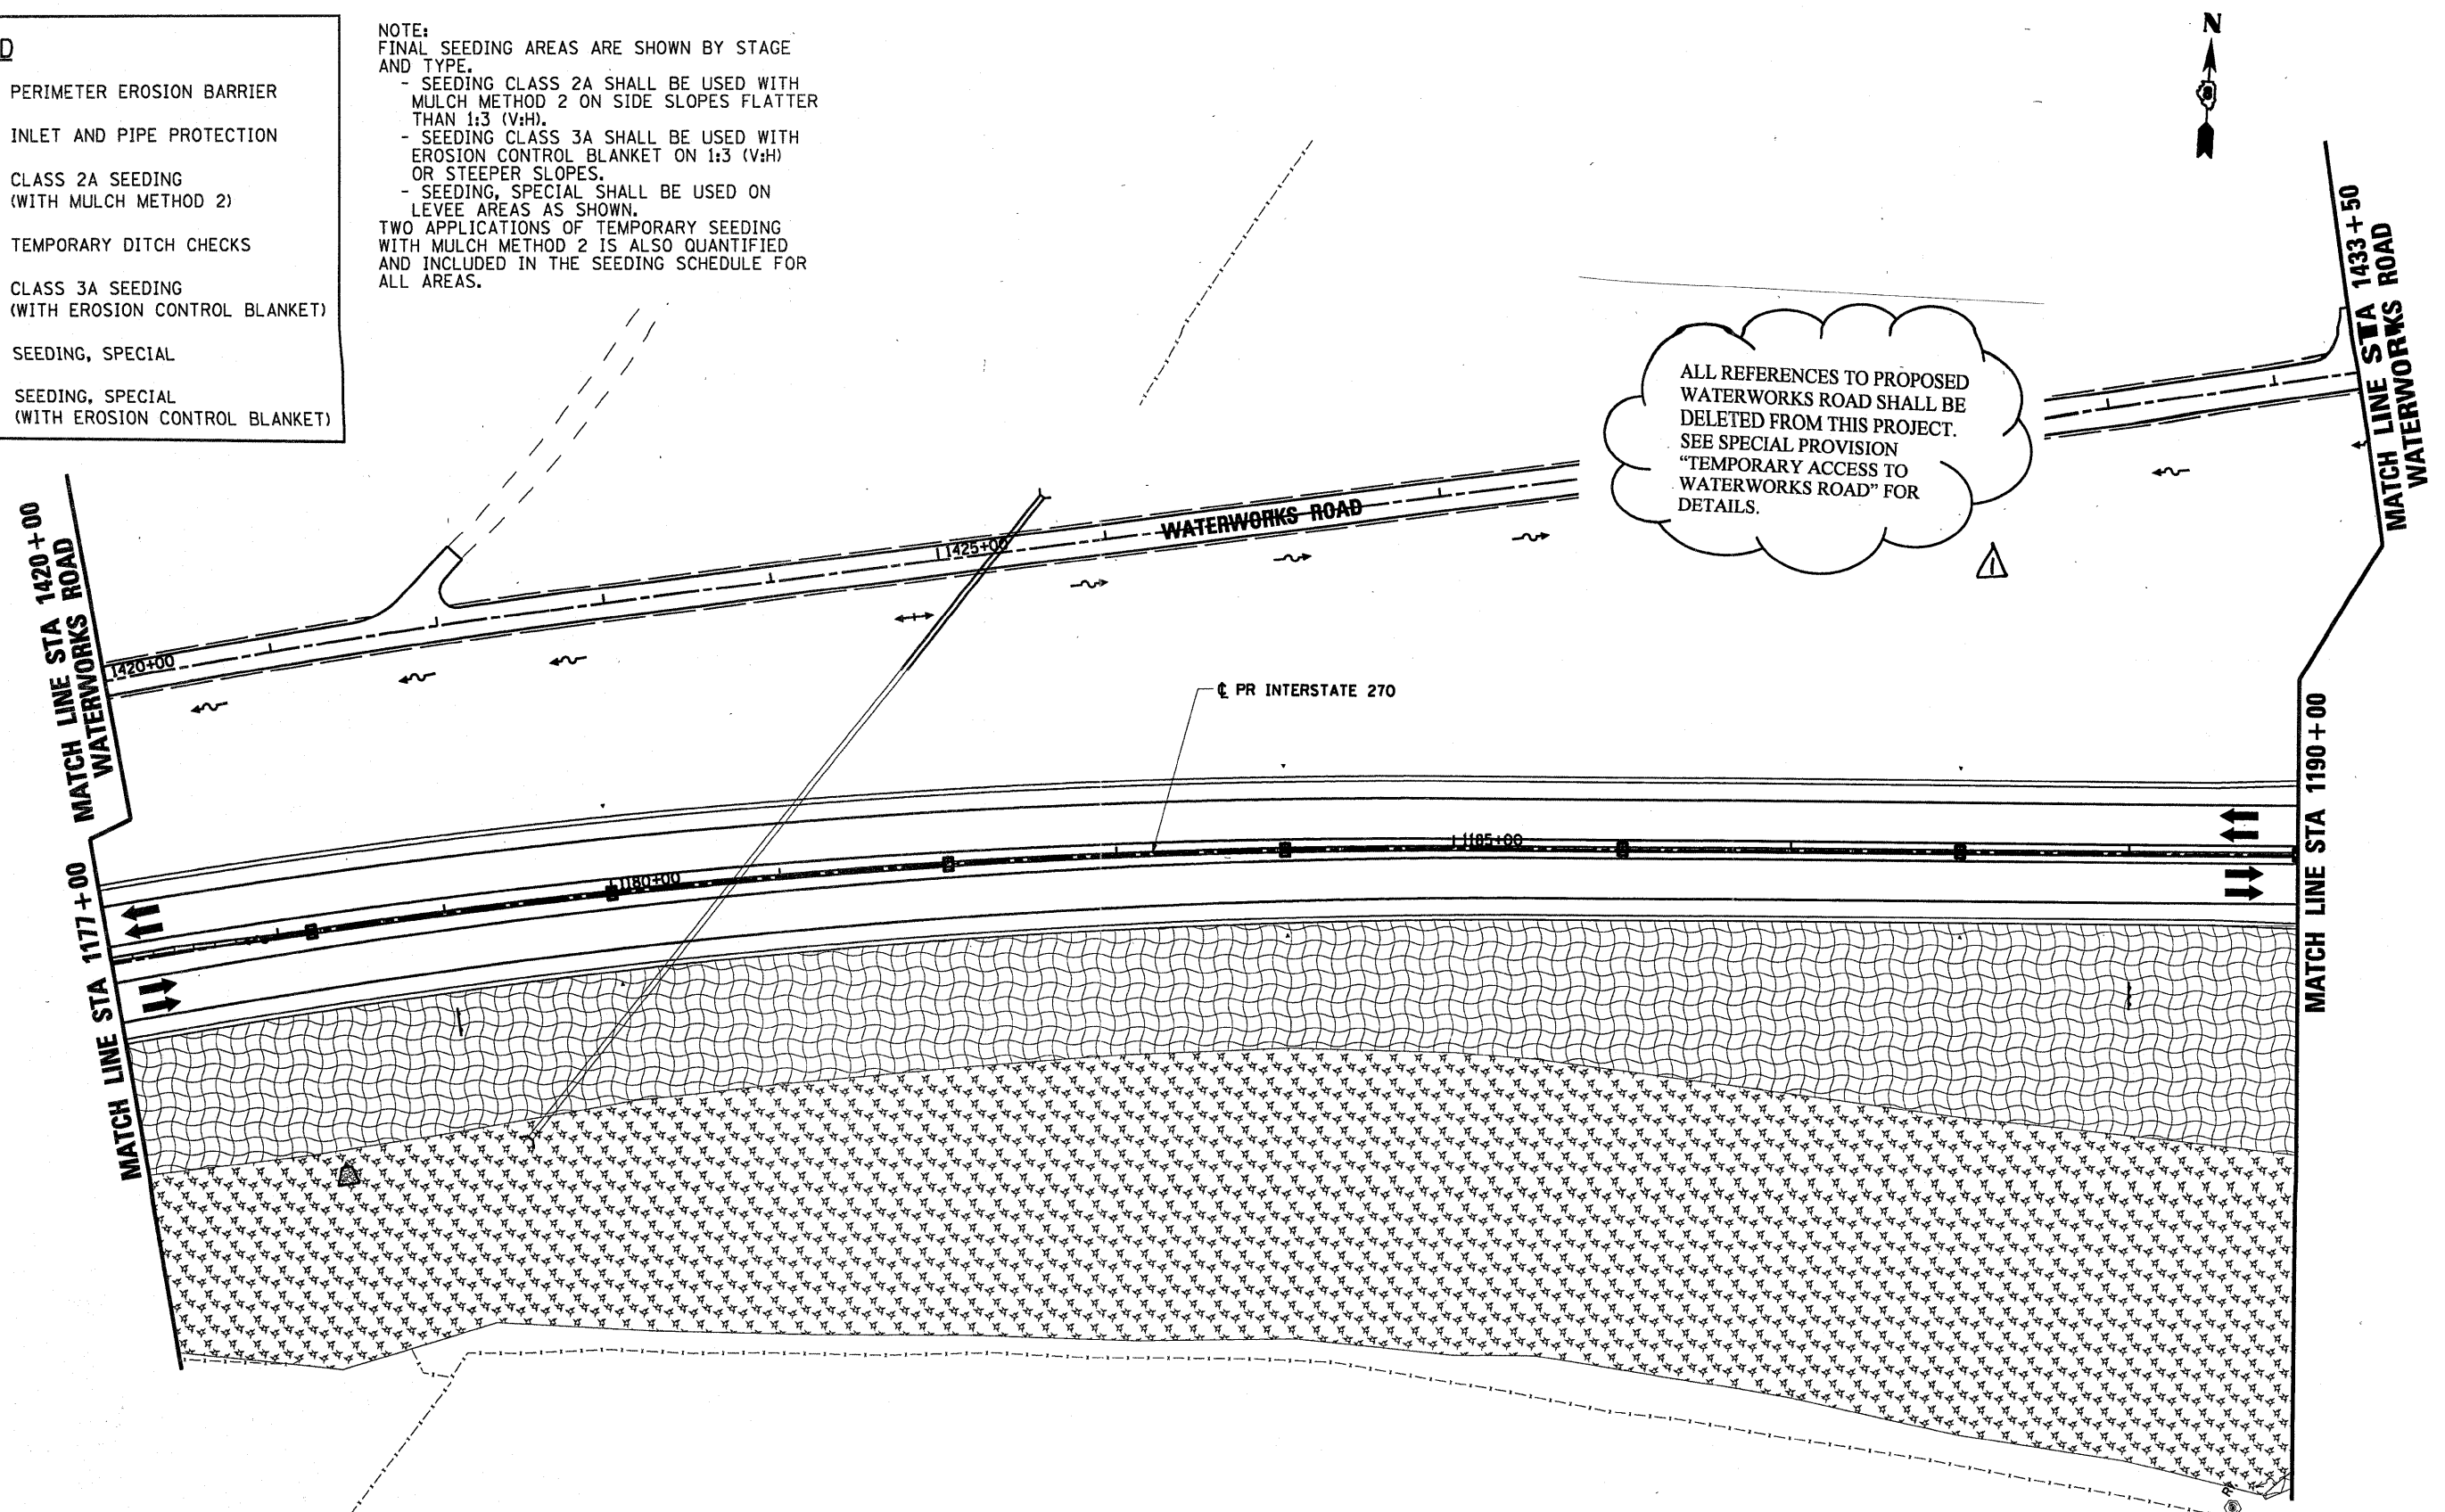 D
PERIMETER EROSION BARRIER
INLET AND PIPE PROTECTION
CLASS 2A SEEDING
(WITH MULCH METHOD 2)
TEMPORARY DITCH CHECKS
CLASS 3A SEEDING
(WITH EROSION CONTROL BLANKET)
SEEDING, SPECIAL
SEEDING, SPECIAL
(WITH EROSION CONTROL BLANKET)
NOTE:
FINAL SEEDING AREAS ARE SHOWN BY STAGE
AND TYPE.
- SEEDING CLASS 2A SHALL BE USED WITH
MULCH METHOD 2 ON SIDE SLOPES FLATTER
THAN 1:3 (V:H).
- SEEDING CLASS 3A SHALL BE USED WITH
EROSION CONTROL BLANKET ON 1:3 (V:H)
OR STEEPER SLOPES.
- SEEDING, SPECIAL SHALL BE USED ON
LEVEE AREAS AS SHOWN.
TWO APPLICATIONS OF TEMPORARY SEEDING
WITH MULCH METHOD 2 IS ALSO QUANTIFIED
AND INCLUDED IN THE SEEDING SCHEDULE FOR
ALL AREAS.
N
MATCH LINE STA 1433+50
WATERWORKS ROAD
ALL REFERENCES TO PROPOSED
WATERWORKS ROAD SHALL BE
DELETED FROM THIS PROJECT.
SEE SPECIAL PROVISION
“TEMPORARY ACCESS TO
WATERWORKS ROAD” FOR
DETAILS.
1
MATCH LINE STA 1420+00
WATERWORKS ROAD
1420+00
1425+00
WATERWORKS ROAD
℄ PR INTERSTATE 270
MATCH LINE STA 1177+00
1180+00
1185+00
MATCH LINE STA 1190+00